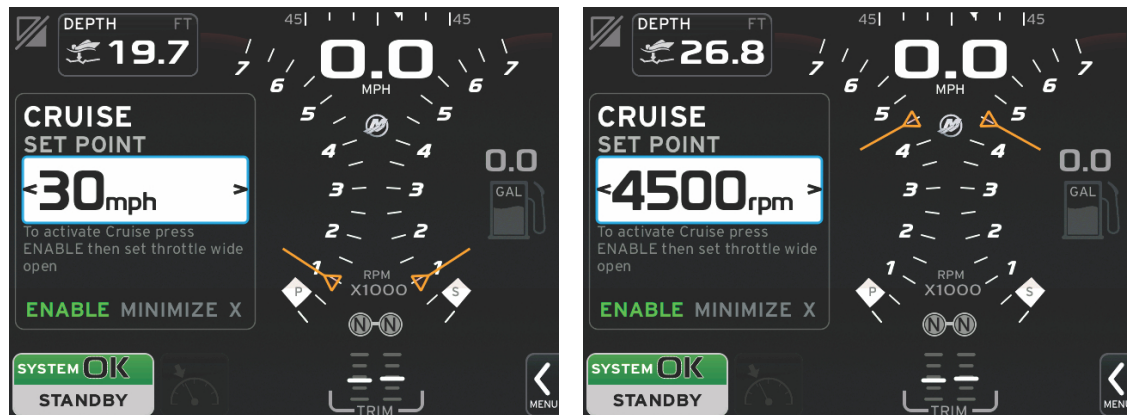 45 45
DEPTH FT
19.7
0.0
MPH
7 7
6 6
5 5
4 4
3 3
2 2
1 1
RPM
X1000
CRUISE
SET POINT
<30mph >
To activate Cruise press
ENABLE then set throttle wide
open
ENABLE MINIMIZE X
0.0
GAL
P S
N N
SYSTEM OK
STANDBY
TRIM
MENU
45 45
DEPTH FT
26.8
0.0
MPH
7 7
6 6
5 5
4 4
3 3
2 2
1 1
RPM
X1000
CRUISE
SET POINT
<4500rpm >
To activate Cruise press
ENABLE then set throttle wide
open
ENABLE MINIMIZE X
0.0
GAL
P S
N N
SYSTEM OK
STANDBY
TRIM
MENU